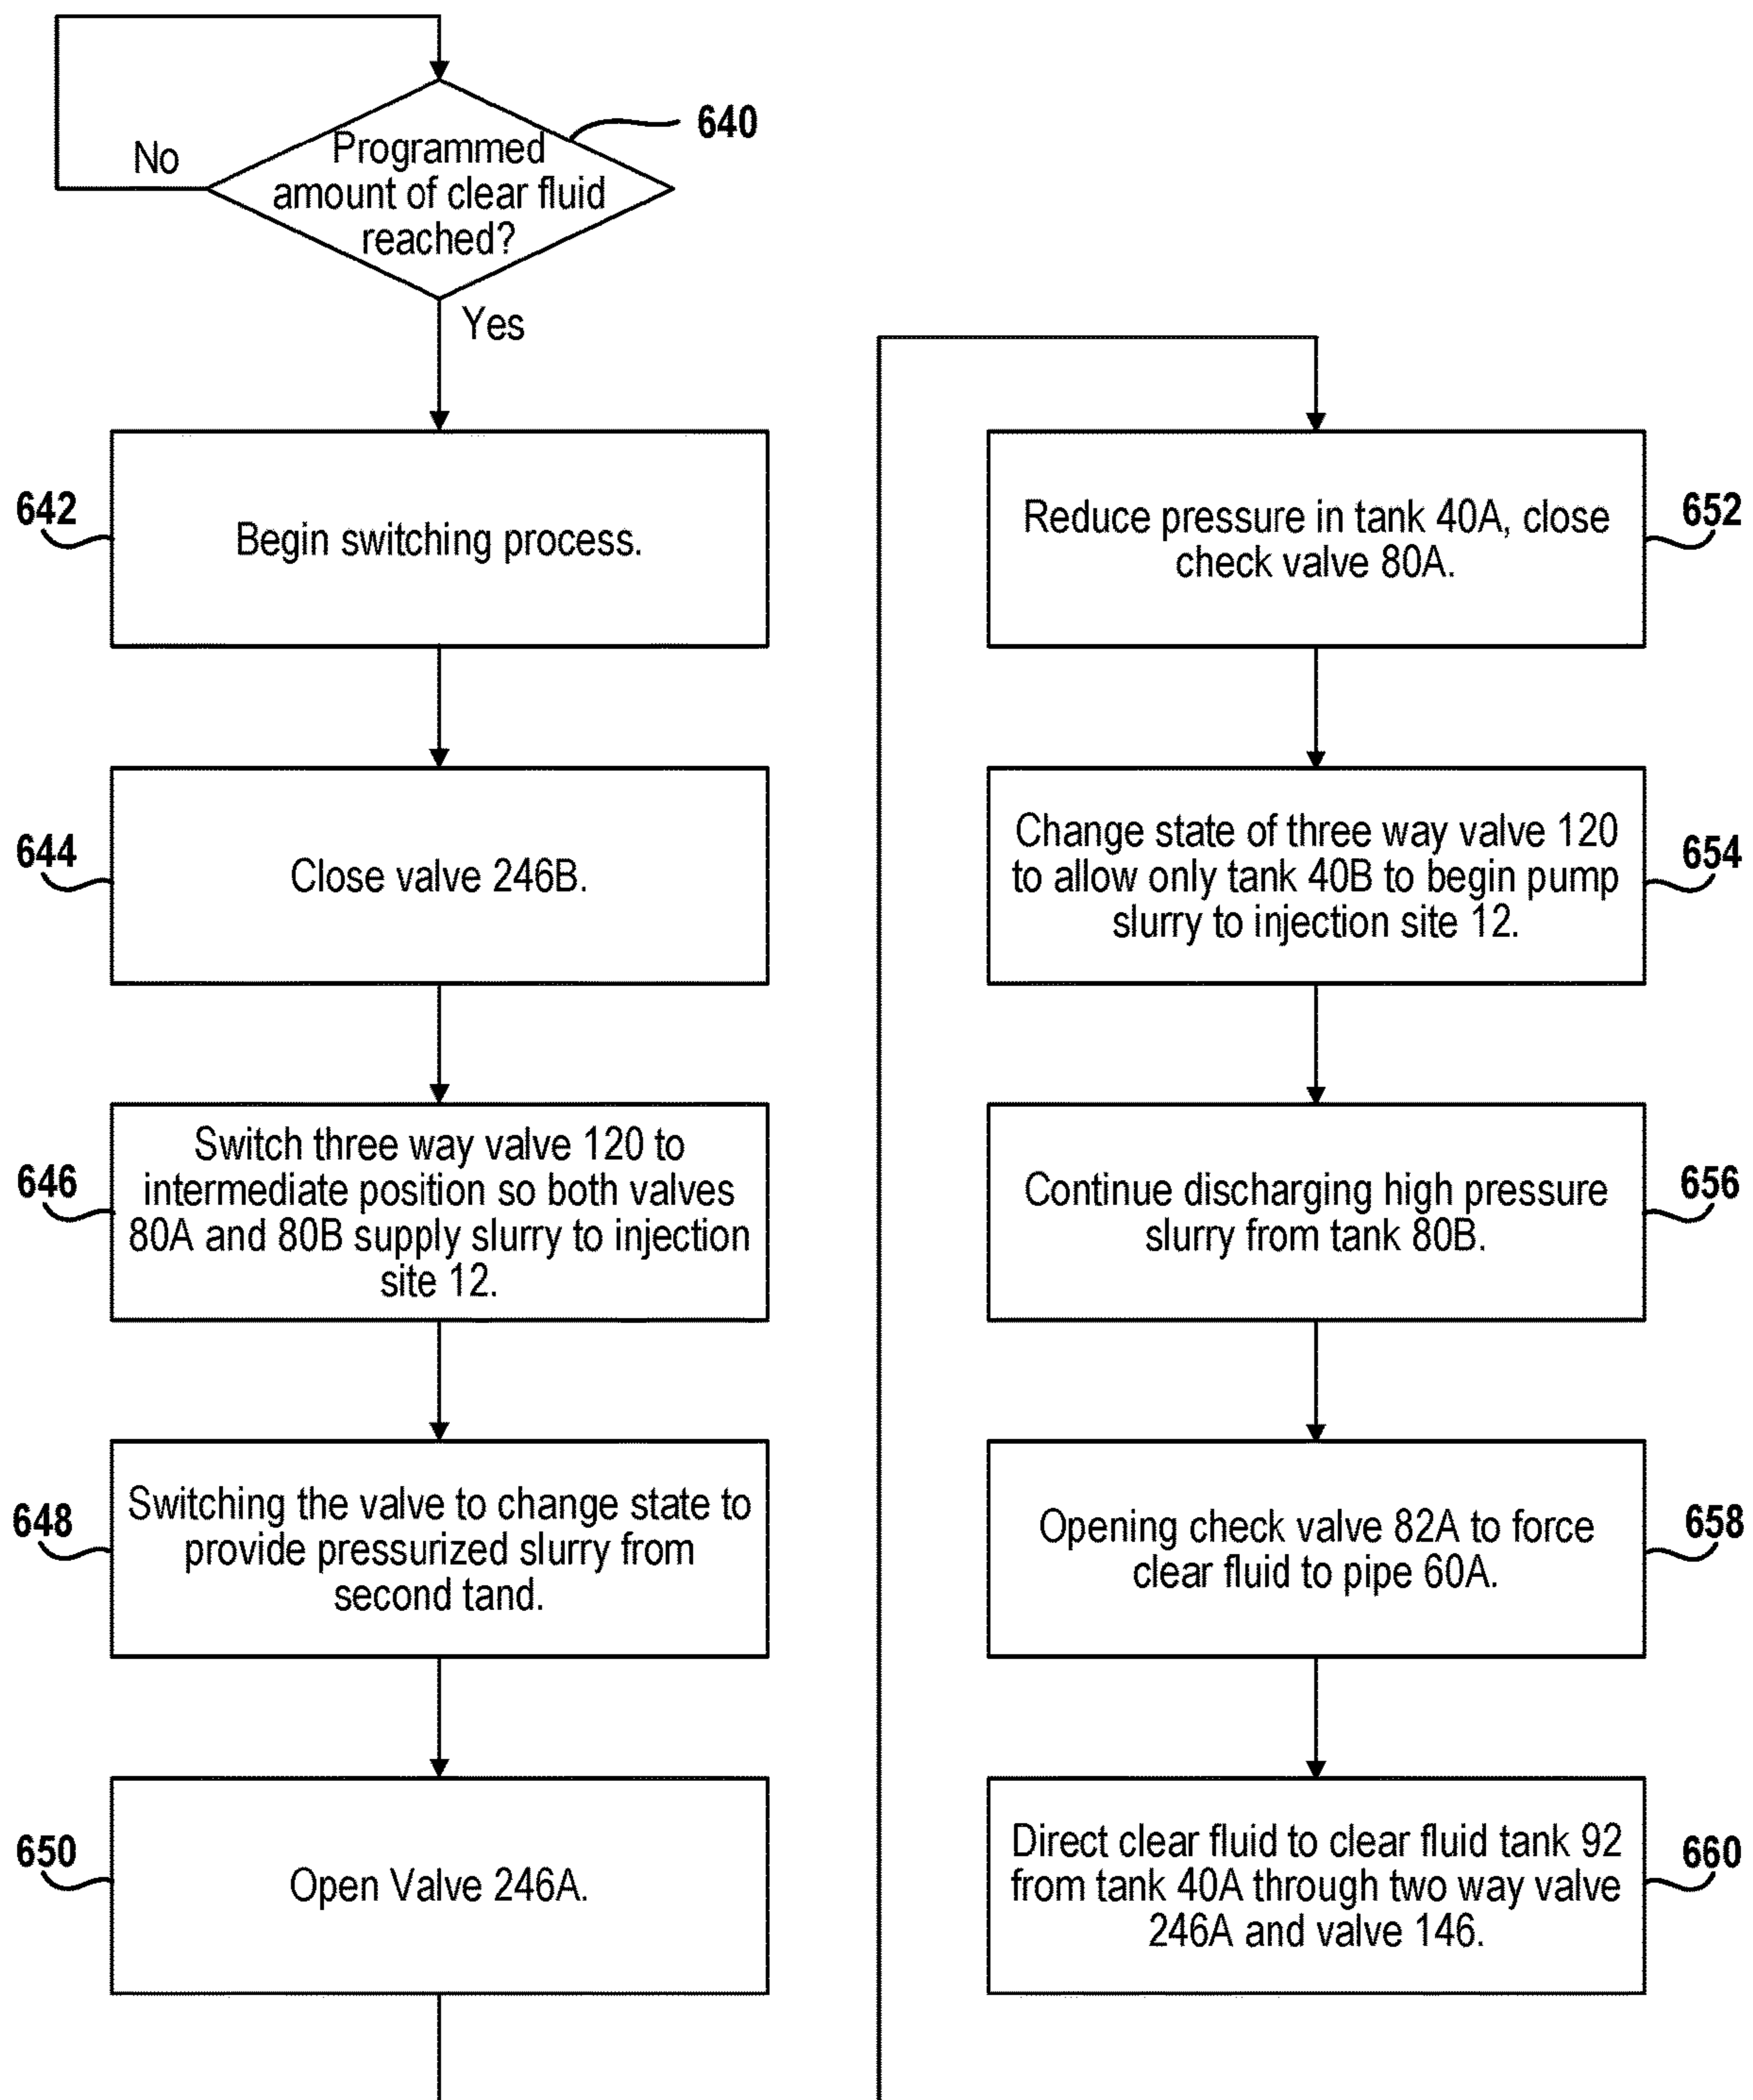 640
Programmed
amount of clear fluid
reached?
No
Yes
642
Begin switching process.
644
Close valve 246B.
646
Switch three way valve 120 to
intermediate position so both valves
80A and 80B supply slurry to injection
site 12.
648
Switching the valve to change state to
provide pressurized slurry from
second tand.
650
Open Valve 246A.
652
Reduce pressure in tank 40A, close
check valve 80A.
654
Change state of three way valve 120
to allow only tank 40B to begin pump
slurry to injection site 12.
656
Continue discharging high pressure
slurry from tank 80B.
658
Opening check valve 82A to force
clear fluid to pipe 60A.
660
Direct clear fluid to clear fluid tank 92
from tank 40A through two way valve
246A and valve 146.